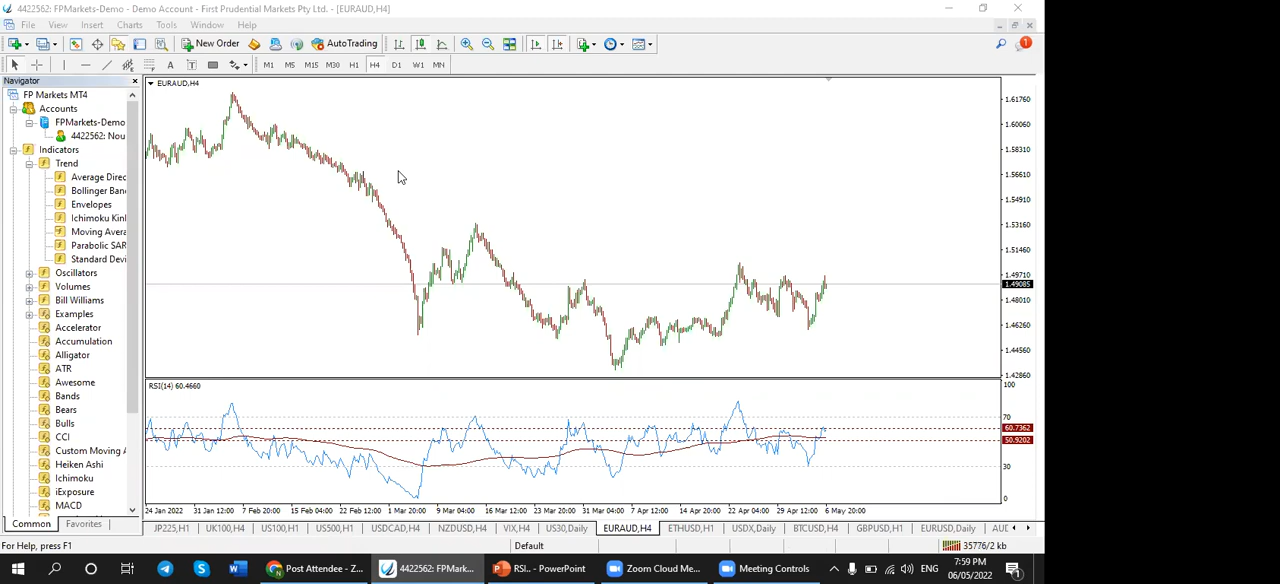 4422562: FPMarkets-Demo - Demo Account - First Prudential Markets Pty Ltd. - [EURAUD,H4]
File View Insert Charts Tools Window Help
New Order AutoTrading 1
A T M1 M5 M15 M30 H1 H4 D1 W1 MN
Navigator
FP Markets MT4
Accounts
FPMarkets-Demo
4422562: Nou
Indicators
Trend
Average Direc
Bollinger Ban
Envelopes
Ichimoku Kinl
Moving Avera
Parabolic SAR
Standard Devi
Oscillators
Volumes
Bill Williams
Examples
Accelerator
Accumulation
Alligator
ATR
Awesome
Bands
Bears
Bulls
CCI
Custom Moving A
Heiken Ashi
Ichimoku
iExposure
MACD
Common Favorites
EURAUD,H4
1.61760
1.60060
1.58310
1.56610
1.54910
1.53160
1.51460
1.49710
1.49085
1.48010
1.46260
1.44560
1.42860
RSI(14) 60.4660
100
70
60.7362
50.9202
30
0
24 Jan 2022 1 Feb 12:00 7 Feb 20:00 15 Feb 04:00 22 Feb 12:00 1 Mar 20:00 9 Mar 04:00 16 Mar 12:00 23 Mar 20:00 31 Mar 04:00 7 Apr 12:00 14 Apr 20:00 22 Apr 04:00 29 Apr 12:00 6 May 20:00
JP225,H1 UK100,H4 US100,H1 US500,H1 USDCAD,H4 NZDUSD,H4 VIX,H4 US30,Daily EURAUD,H4 ETHUSD,H1 USDX,Daily BTCUSD,H4 GBPUSD,H1 EURUSD,Daily AUD
For Help, press F1 Default 35776/2 kb
Post Attendee - Z... 4422562: FPMark... RSI.. - PowerPoint Zoom Cloud Me... Meeting Controls ENG 7:59 PM
06/05/2022 1